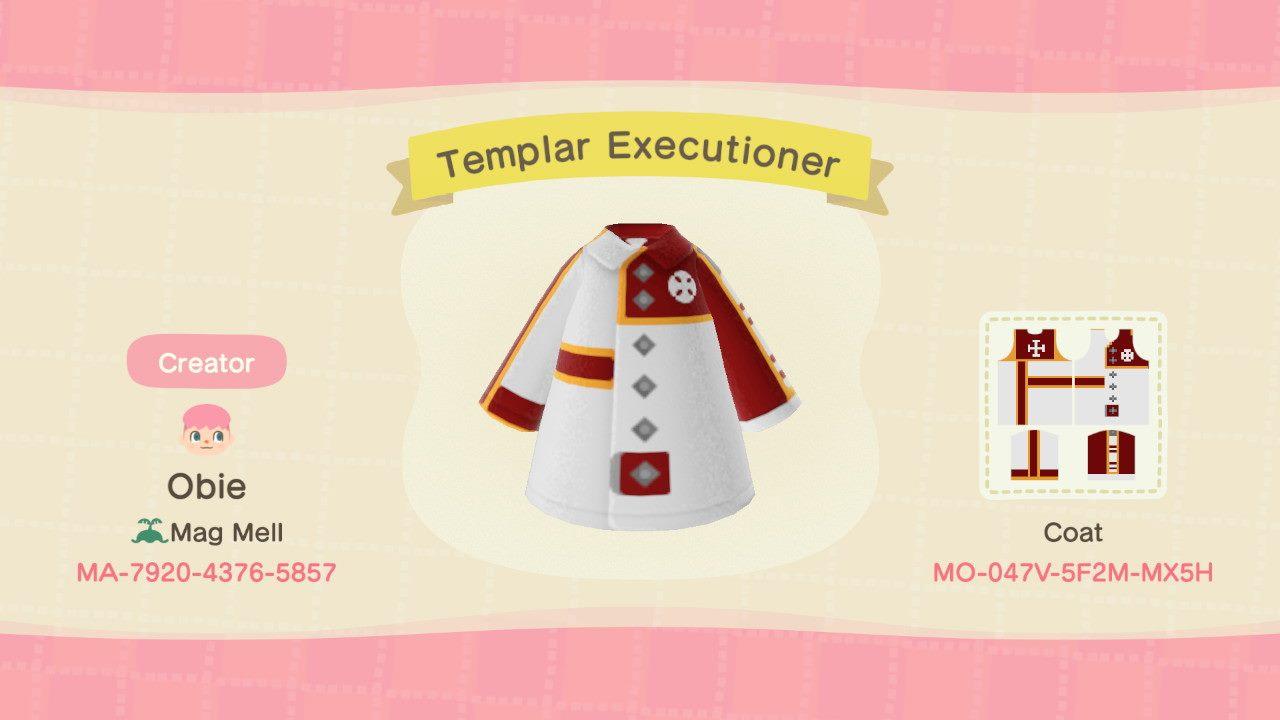 Templar Executioner
Creator
Obie
Mag Mell
MA-7920-4376-5857
Coat
MO-047V-5F2M-MX5H